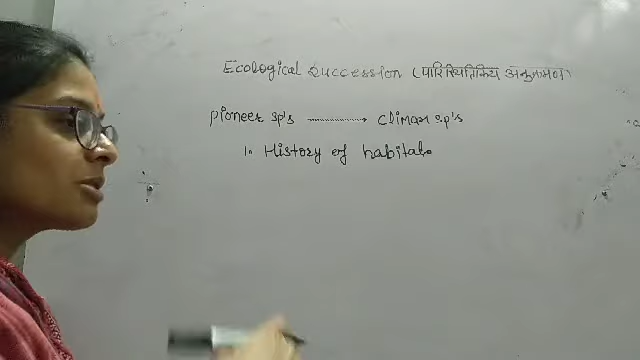 Ecological succession (पारिस्थितिकिय अनुक्रमण)
Pioneer sp's ------------> climax sp's
1. History of habitat.